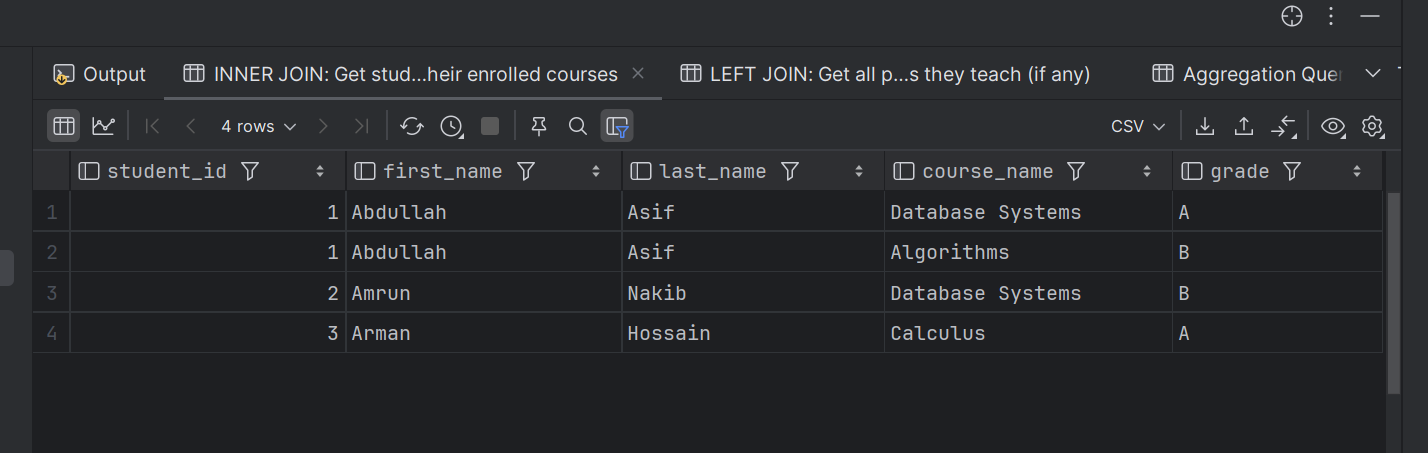 Output INNER JOIN: Get stud...heir enrolled courses LEFT JOIN: Get all p...s they teach (if any) Aggregation Que
4 rows CSV
student_id first_name last_name course_name grade
1 1 Abdullah Asif Database Systems A
2 1 Abdullah Asif Algorithms B
3 2 Amrun Nakib Database Systems B
4 3 Arman Hossain Calculus A